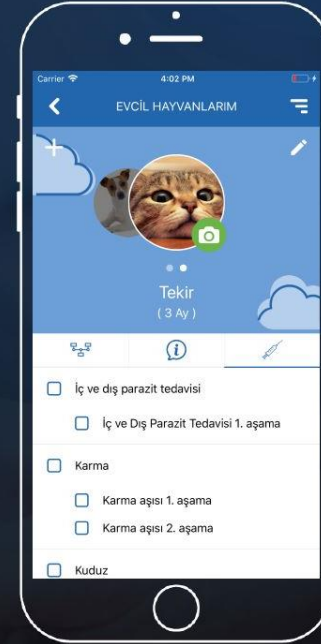 Carrier 4:02 PM
EVCİL HAYVANLARIM
Tekir
( 3 Ay )
İç ve dış parazit tedavisi
İç ve Dış Parazit Tedavisi 1. aşama
Karma
Karma aşısı 1. aşama
Karma aşısı 2. aşama
Kuduz